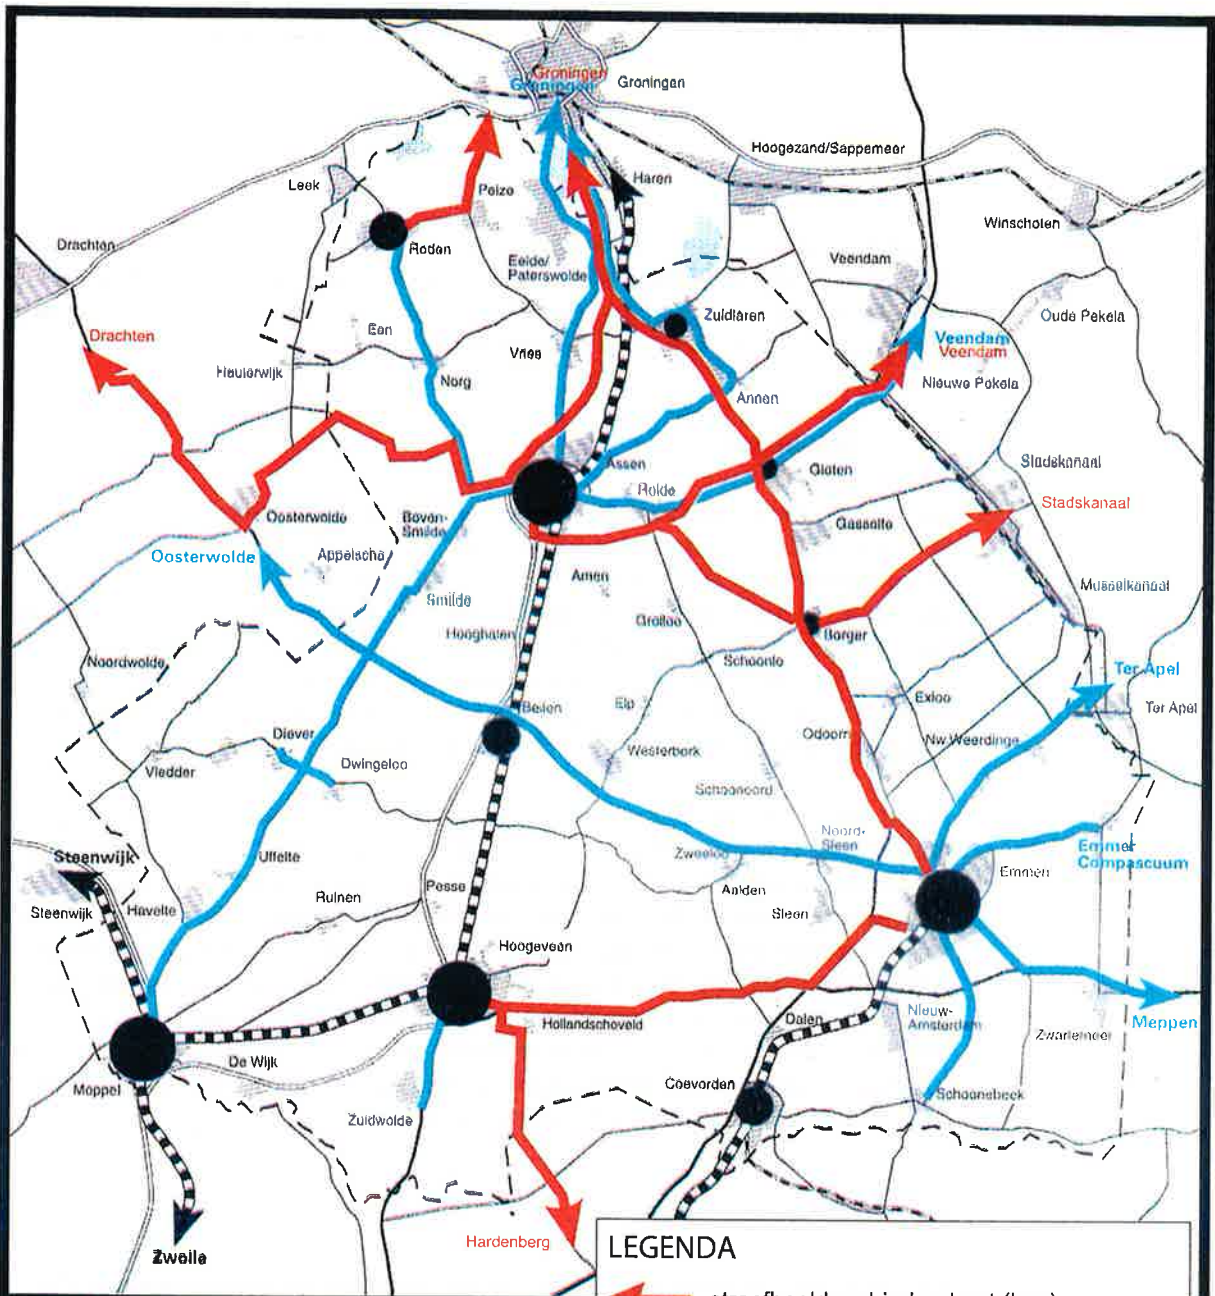 Groningen
Groningen
Groningen
Hoogezand/Sappemeer
Leek
Peize
Haren
Winschoten
Drachten
Roden
Eelde/
Paterswolde
Veendam
Zuidlaren
Oude Pekela
Drachten
Een
Vries
Veendam
Veendam
Haulerwijk
Norg
Annen
Nieuwe Pekela
Assen
Gieten
Stadskanaal
Rolde
Stadskanaal
Oosterwolde
Boven-
Smilde
Gasselte
Oosterwolde
Appelscha
Amen
Musselkanaal
Smilde
Grolloo
Hooghalen
Borger
Noordwolde
Schoonlo
Ter Apel
Exloo
Elp
Ter Apel
Beilen
Diever
Odoorn
Nw.Weerdinge
Dwingeloo
Westerbork
Vledder
Schoonoord
Noord-
Sleen
Emmer
Compascuum
Steenwijk
Uffelte
Zweeloo
Emmen
Pesse
Aalden
Ruinen
Steenwijk
Havelte
Sleen
Hoogeveen
Hollandscheveld
Dalen
Nieuw-
Amsterdam
Meppen
Zwartemeer
De Wijk
Meppel
Coevorden
Schoonebeek
Zuidwolde
Hardenberg
Zwolle
LEGENDA